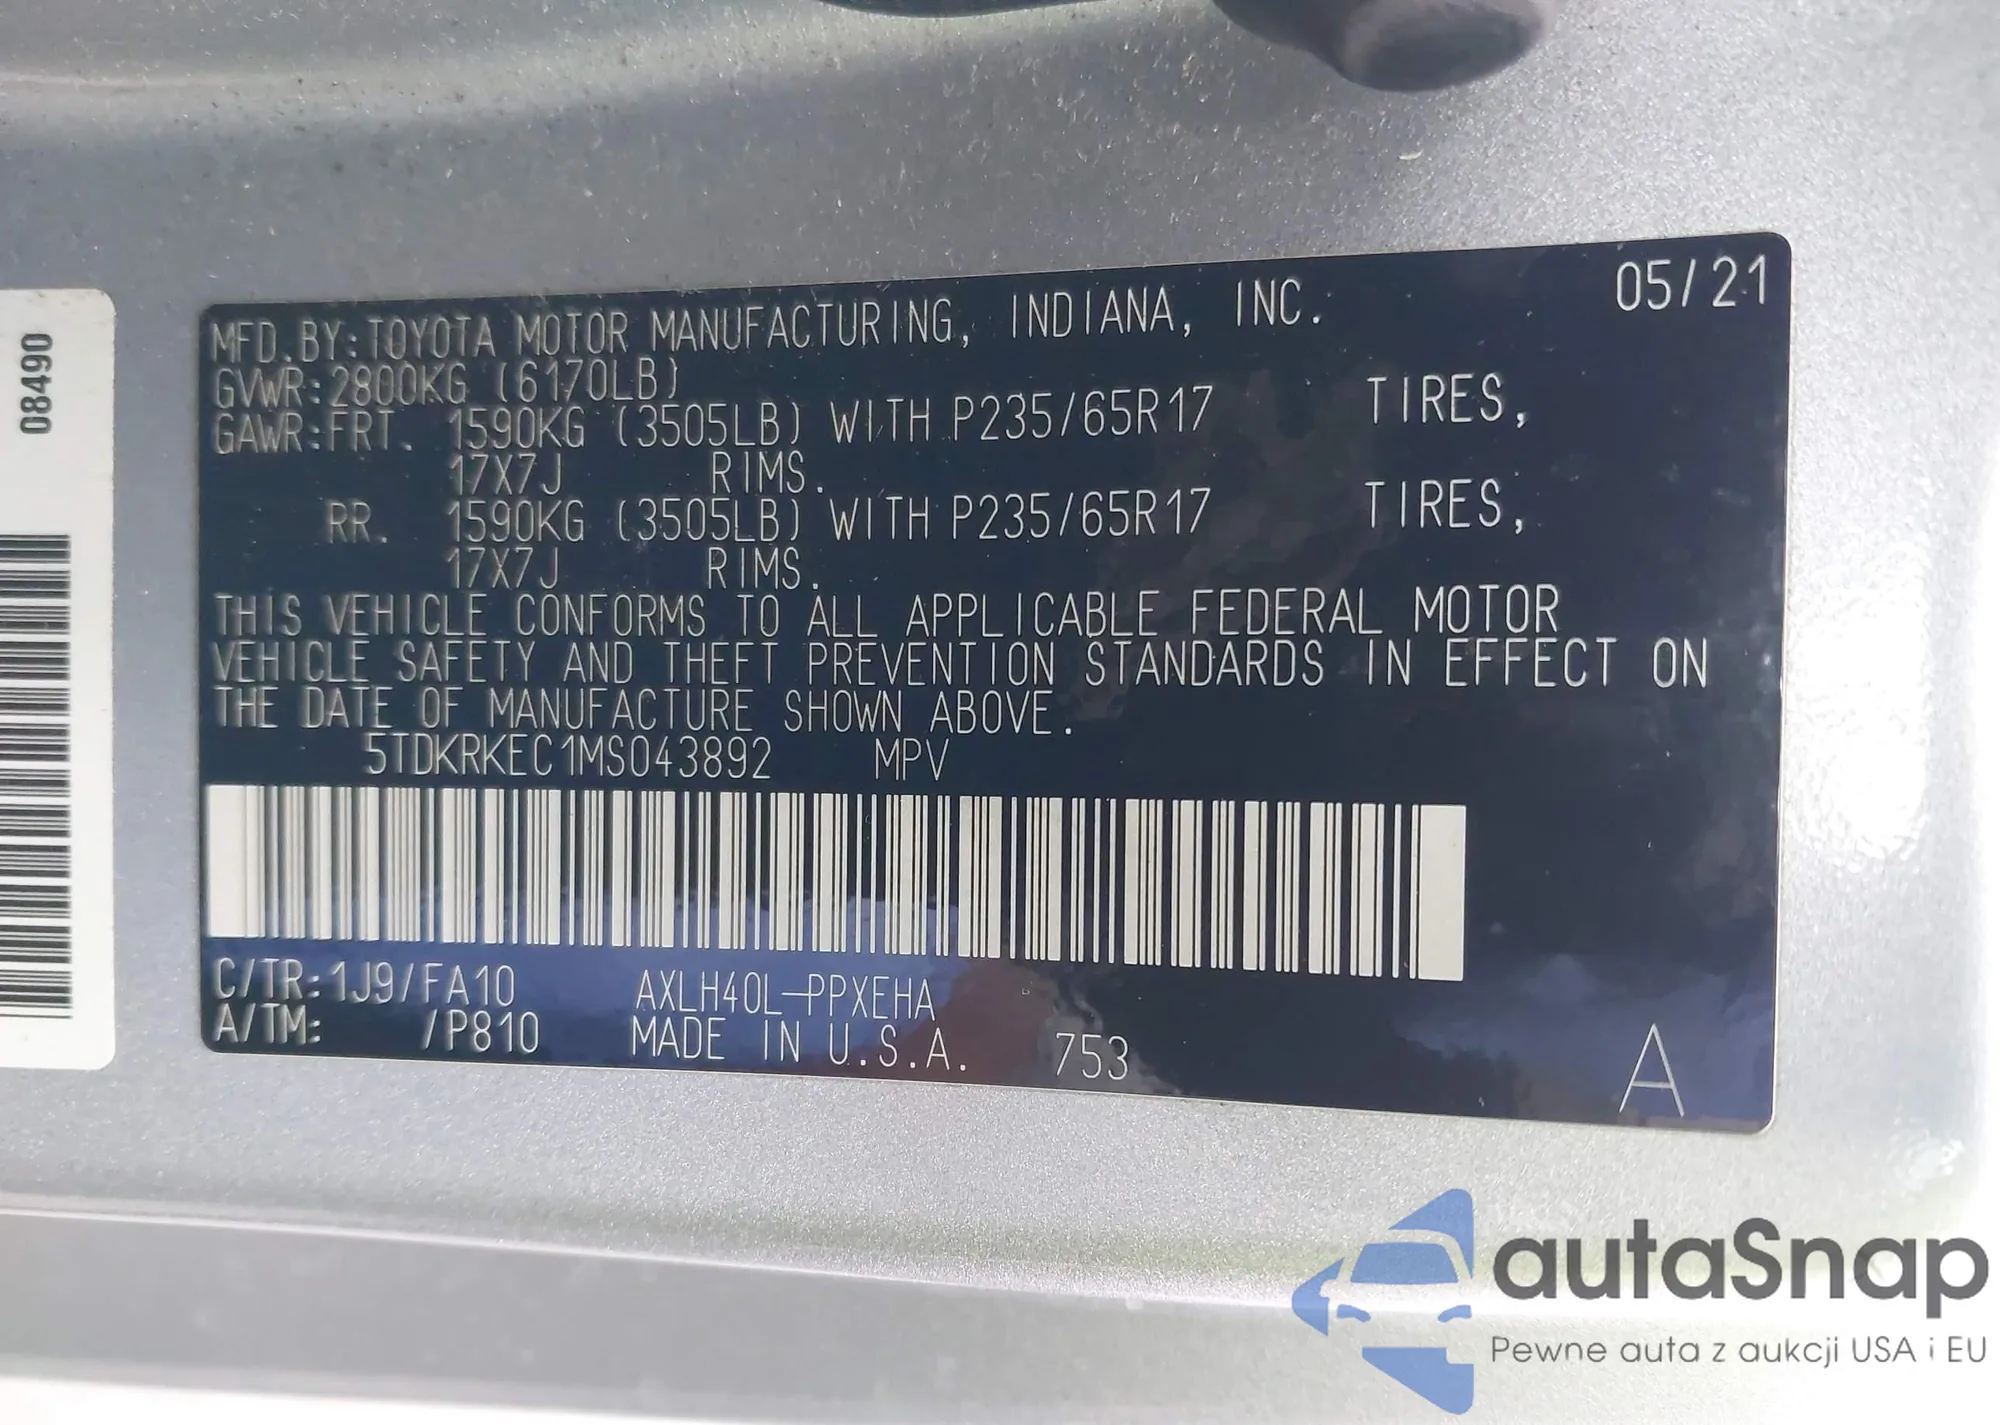 08490
05/21
MFD.BY:TOYOTA MOTOR MANUFACTURING, INDIANA, INC.
GVWR:2800KG (6170LB)
GAWR:FRT. 1590KG (3505LB) WITH P235/65R17 TIRES,
17X7J RIMS.
RR. 1590KG (3505LB) WITH P235/65R17 TIRES,
17X7J RIMS.
THIS VEHICLE CONFORMS TO ALL APPLICABLE FEDERAL MOTOR
VEHICLE SAFETY AND THEFT PREVENTION STANDARDS IN EFFECT ON
THE DATE OF MANUFACTURE SHOWN ABOVE.
5TDKRKEC1MS043892 MPV
C/TR:1J9/FA10 AXLH40L-PPXEHA
A/TM: /P810 MADE IN U.S.A. 753
A
autaSnap
Pewne auta z aukcji USA i EU